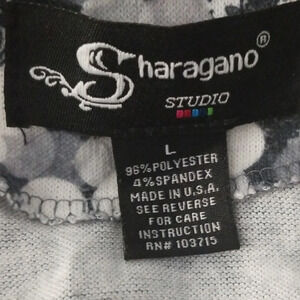 Sharagano®
STUDIO
L
96% POLYESTER
4% SPANDEX
MADE IN U.S.A.
SEE REVERSE
FOR CARE
INSTRUCTION
RN# 103715